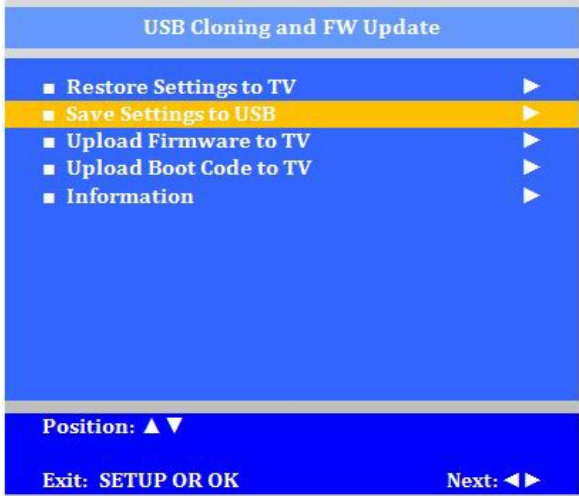 USB Cloning and FW Update
■ Restore Settings to TV ▶
■ Save Settings to USB ▶
■ Upload Firmware to TV ▶
■ Upload Boot Code to TV ▶
■ Information ▶
Position: ▲▼
Exit: SETUP OR OK Next: ◀▶